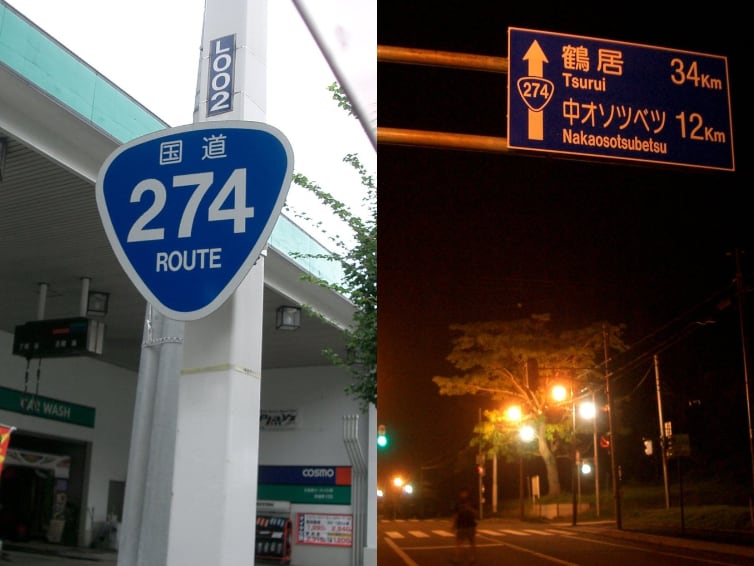 L002
国道
274
ROUTE
CAR WASH
COSMO
鶴居 34Km
Tsurui
274
中オソツベツ 12Km
Nakaosotsubetsu